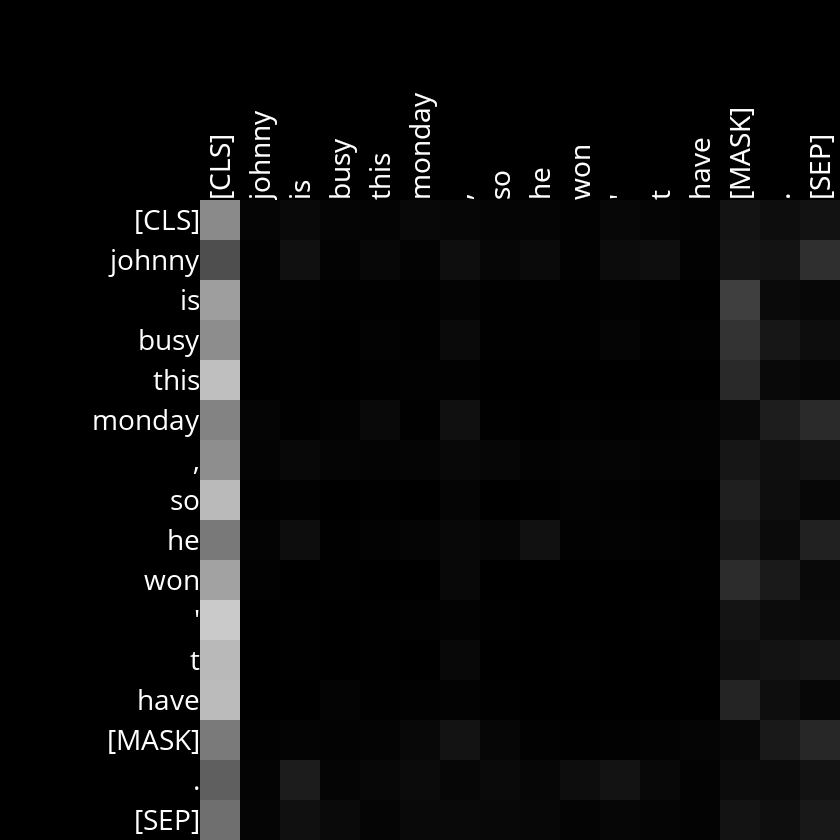 [CLS] johnny is busy this monday , so he won ' t have [MASK] . [SEP]
[CLS]
johnny
is
busy
this
monday
,
so
he
won
'
t
have
[MASK]
.
[SEP]